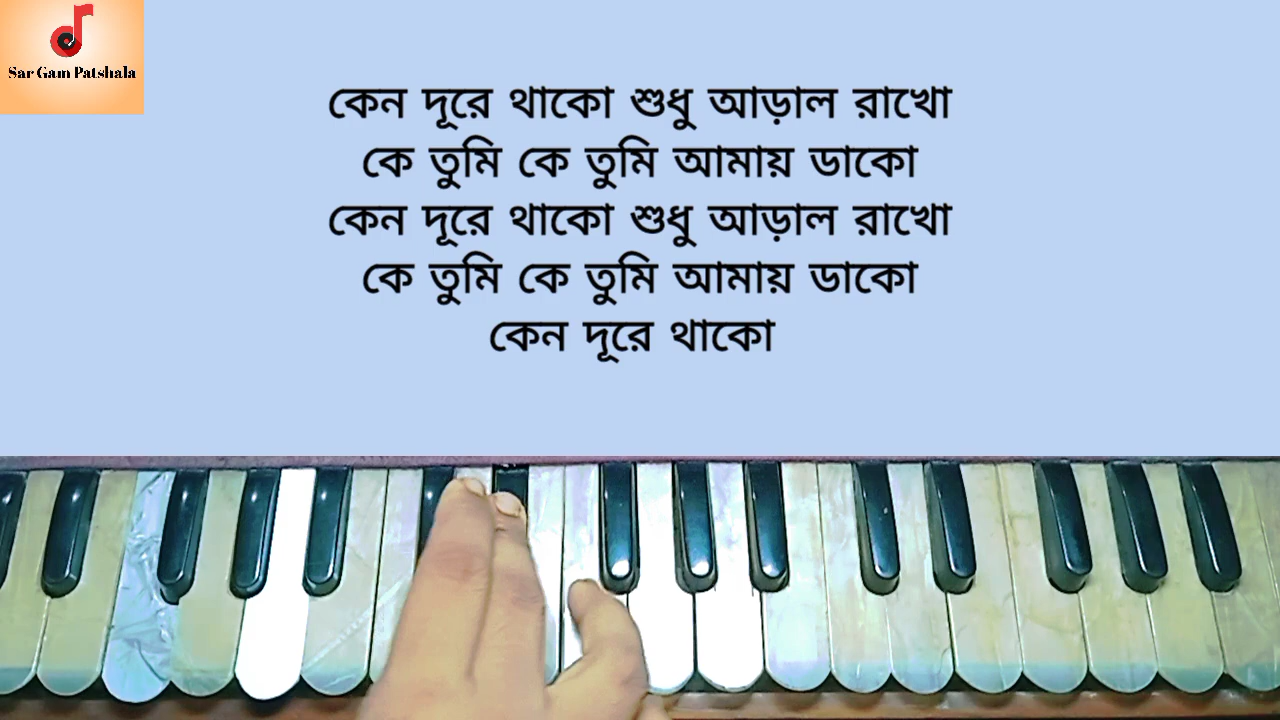 Sar Gam Patshala
কেন দূরে থাকো শুধু আড়াল রাখো
কে তুমি কে তুমি আমায় ডাকো
কেন দূরে থাকো শুধু আড়াল রাখো
কে তুমি কে তুমি আমায় ডাকো
কেন দূরে থাকো